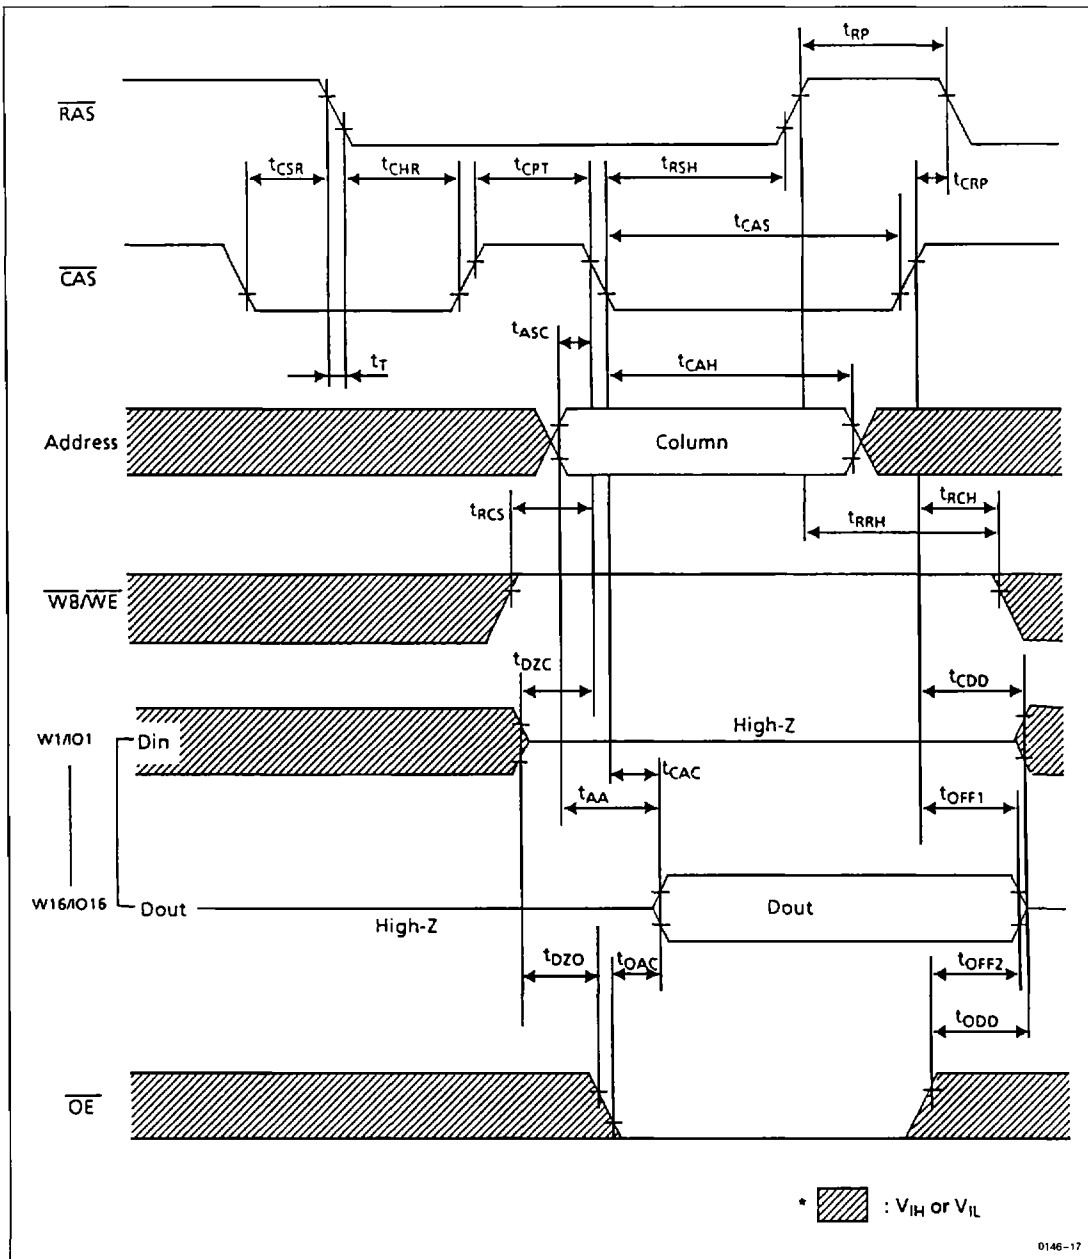 tRP
RAS
tCSR
tCHR
tCPT
tRSH
tCRP
tCAS
CAS
tASC
tT
tCAH
Address
Column
tRCS
tRCH
tRRH
WB/WE
tDZC
tCDD
W1/IO1
Din
High-Z
tCAC
tAA
tOFF1
W16/IO16
Dout
High-Z
Dout
tDZO
tOAC
tOFF2
tODD
OE
* : VIH or VIL
0146-17